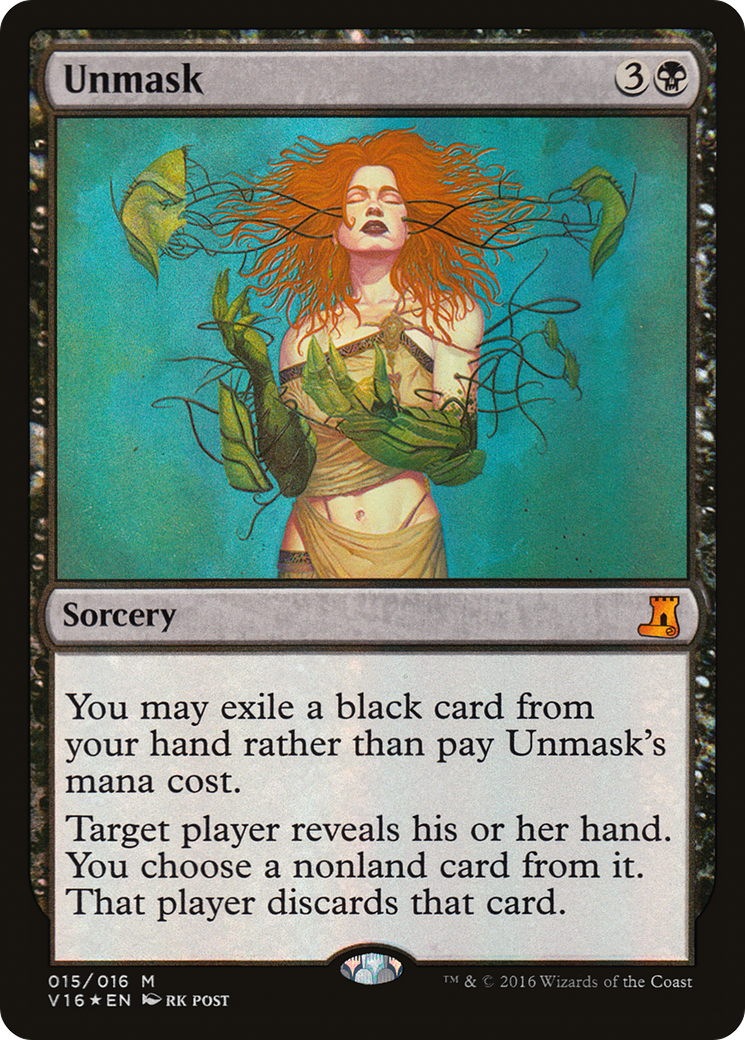 Unmask 3
Sorcery
You may exile a black card from
your hand rather than pay Unmask's
mana cost.
Target player reveals his or her hand.
You choose a nonland card from it.
That player discards that card.
015/016 M
V16★EN RK POST
™ & © 2016 Wizards of the Coast